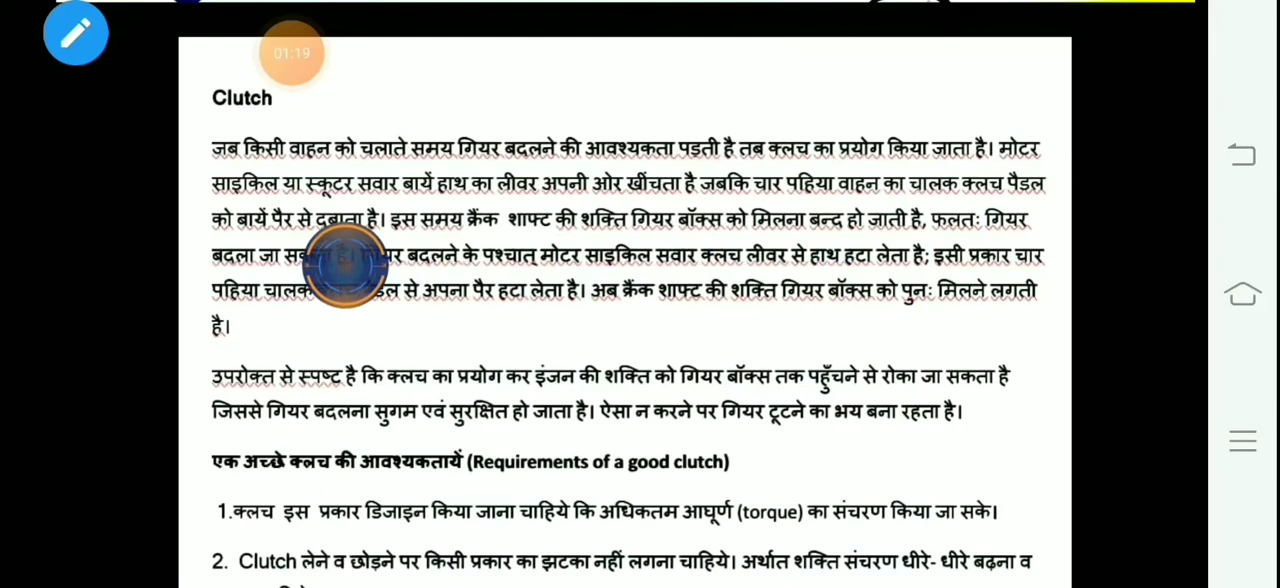 01:19
Clutch
जब किसी वाहन को चलाते समय गियर बदलने की आवश्यकता पड़ती है तब क्लच का प्रयोग किया जाता है। मोटर
साइकिल या स्कूटर सवार बायें हाथ का लीवर अपनी ओर खींचता है जबकि चार पहिया वाहन का चालक क्लच पैडल
को बायें पैर से दबाता है। इस समय क्रैंक शाफ्ट की शक्ति गियर बॉक्स को मिलना बन्द हो जाती है, फलतः गियर
बदला जा बदलने के पश्चात् मोटर साइकिल सवार क्लच लीवर से हाथ हटा लेता है; इसी प्रकार चार
पहिया चालक से अपना पैर हटा लेता है। अब क्रैंक शाफ्ट की शक्ति गियर बॉक्स को पुनः मिलने लगती
है।
उपरोक्त से स्पष्ट है कि क्लच का प्रयोग कर इंजन की शक्ति को गियर बॉक्स तक पहुँचने से रोका जा सकता है
जिससे गियर बदलना सुगम एवं सुरक्षित हो जाता है। ऐसा न करने पर गियर टूटने का भय बना रहता है।
एक अच्छे क्लच की आवश्यकतायें (Requirements of a good clutch)
1.क्लच इस प्रकार डिजाइन किया जाना चाहिये कि अधिकतम आघूर्ण (torque) का संचरण किया जा सके।
2. Clutch लेने व छोड़ने पर किसी प्रकार का झटका नहीं लगना चाहिये। अर्थात शक्ति संचरण धीरे- धीरे बढ़ना व